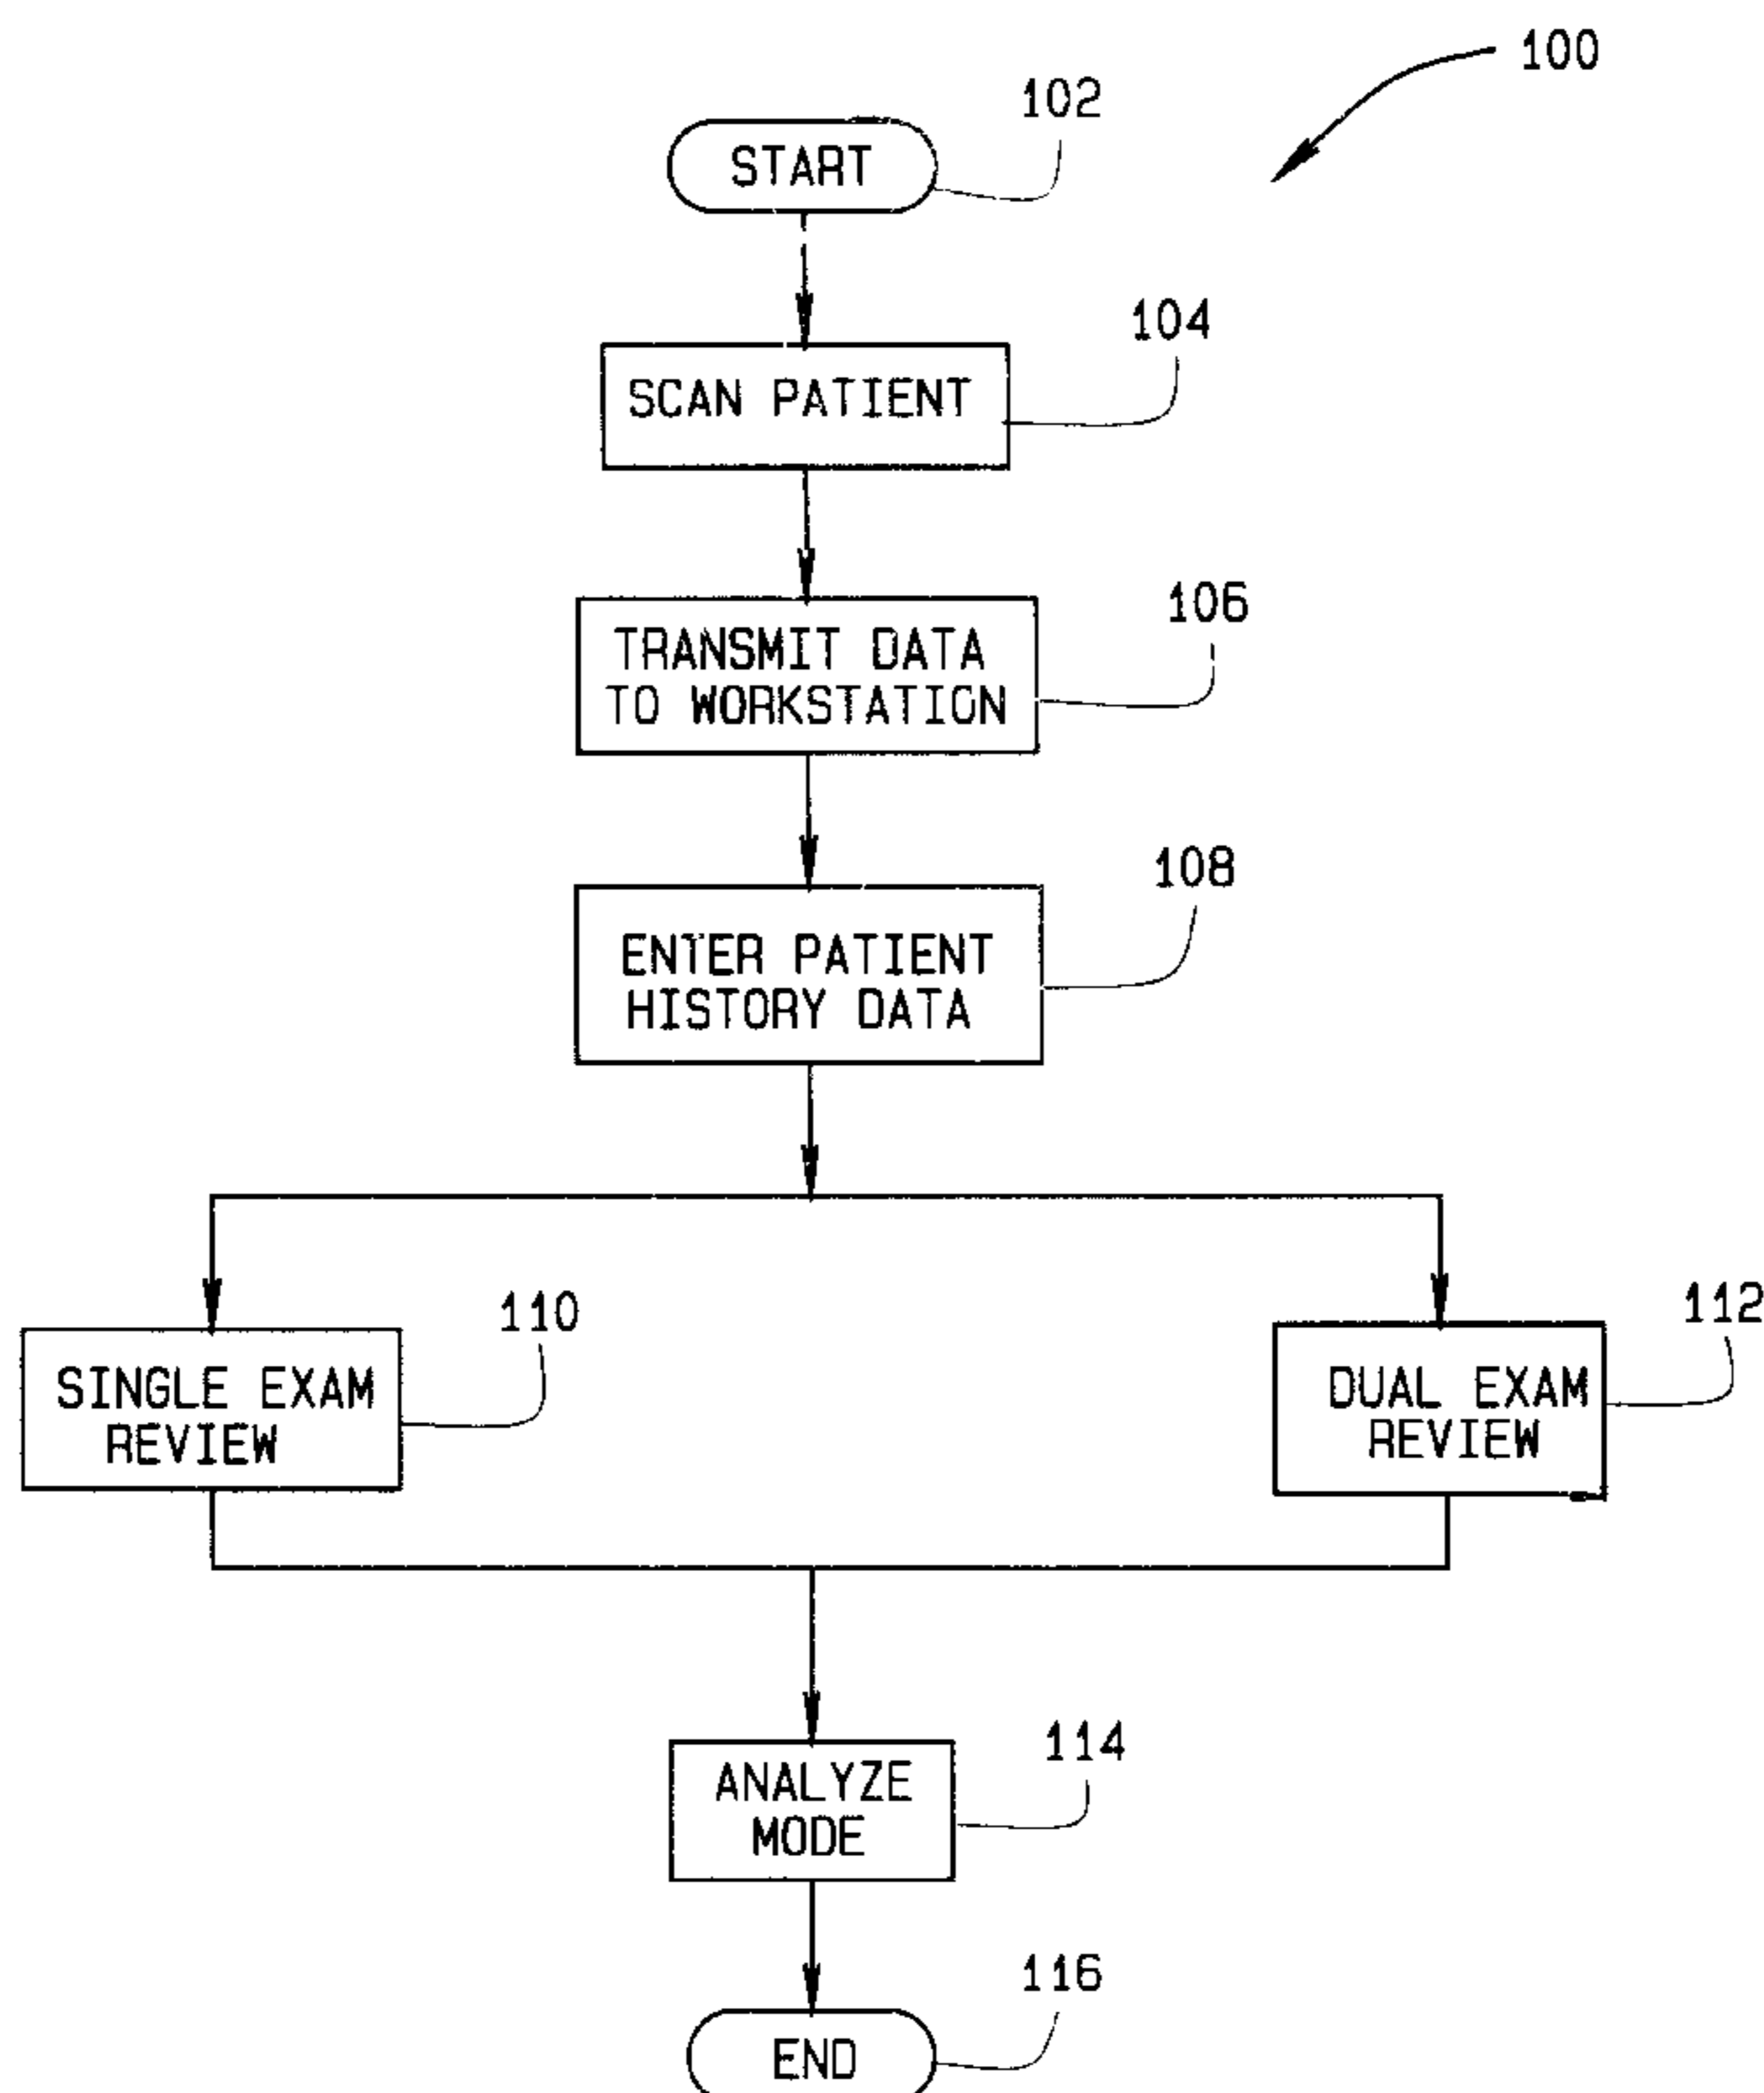 100
102
START
104
SCAN PATIENT
106
TRANSMIT DATA
TO WORKSTATION
108
ENTER PATIENT
HISTORY DATA
110
SINGLE EXAM
REVIEW
112
DUAL EXAM
REVIEW
114
ANALYZE
MODE
116
END